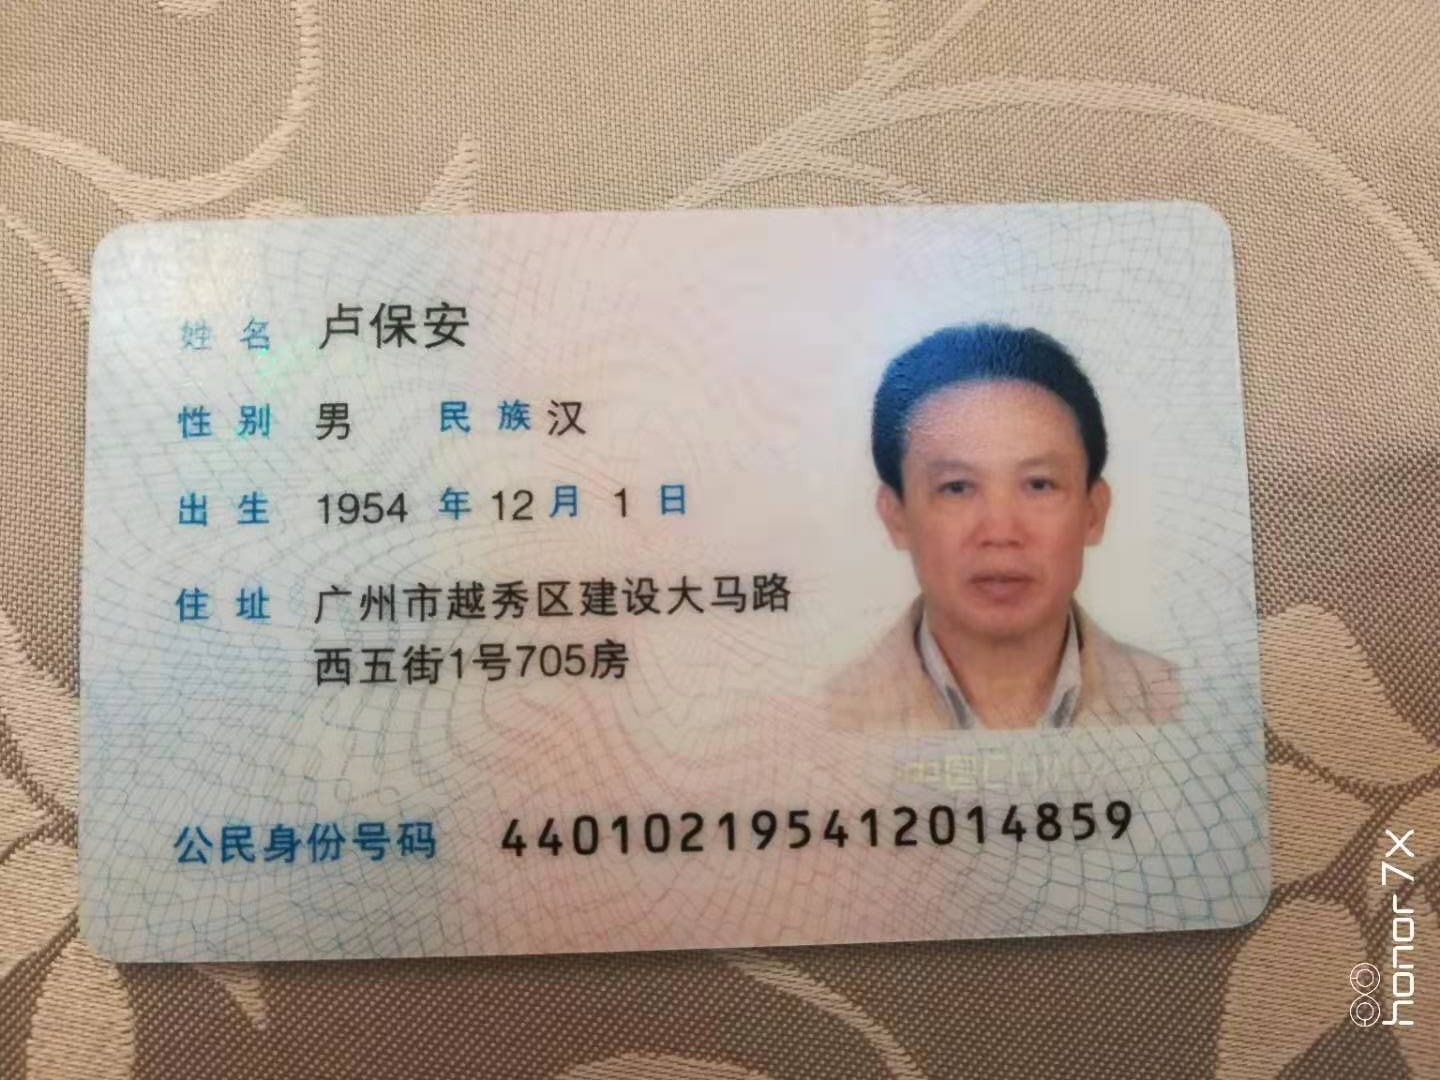 姓名 卢保安
性别 男 民族 汉
出生 1954 年 12 月 1 日
住址 广州市越秀区建设大马路
西五街1号705房
中国CHINA
公民身份号码 440102195412014859
honor 7X